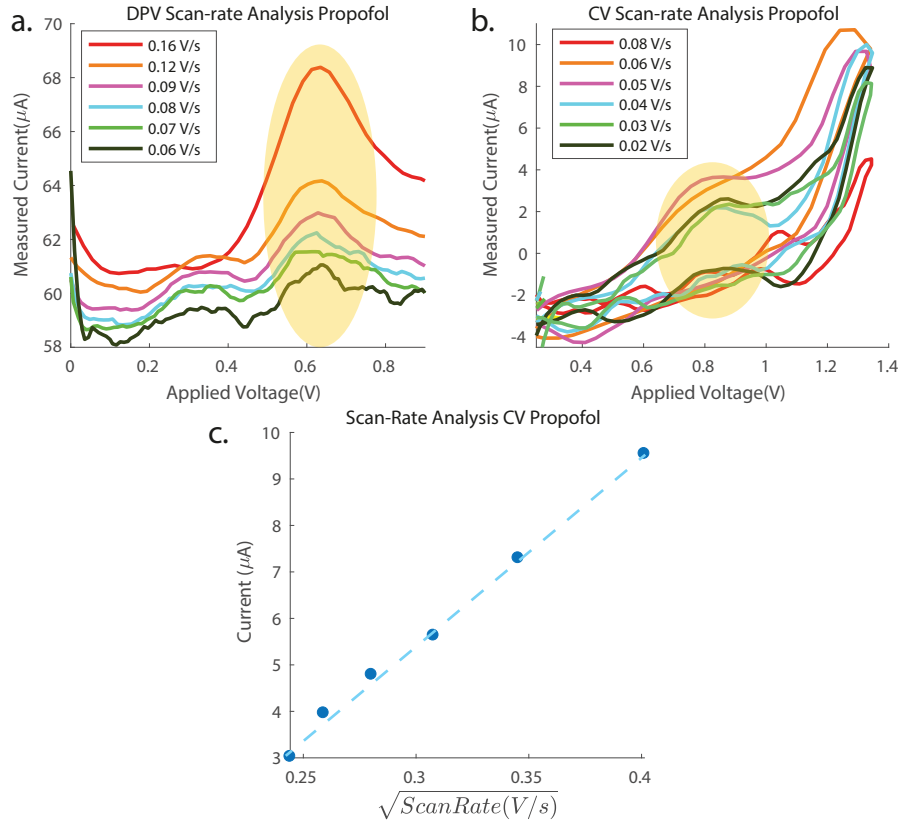 a.
DPV Scan-rate Analysis Propofol
70
68
66
64
62
60
58
Measured Current(μA)
0.16 V/s
0.12 V/s
0.09 V/s
0.08 V/s
0.07 V/s
0.06 V/s
0
0.2
0.4
0.6
0.8
Applied Voltage(V)
b.
CV Scan-rate Analysis Propofol
10
8
6
4
2
0
-2
-4
Measured Current(μA)
0.08 V/s
0.06 V/s
0.05 V/s
0.04 V/s
0.03 V/s
0.02 V/s
0.4
0.6
0.8
1
1.2
1.4
Applied Voltage(V)
c.
Scan-Rate Analysis CV Propofol
10
9
8
7
6
5
4
3
Current (μA)
0.25
0.3
0.35
0.4
√ScanRate(V/s)